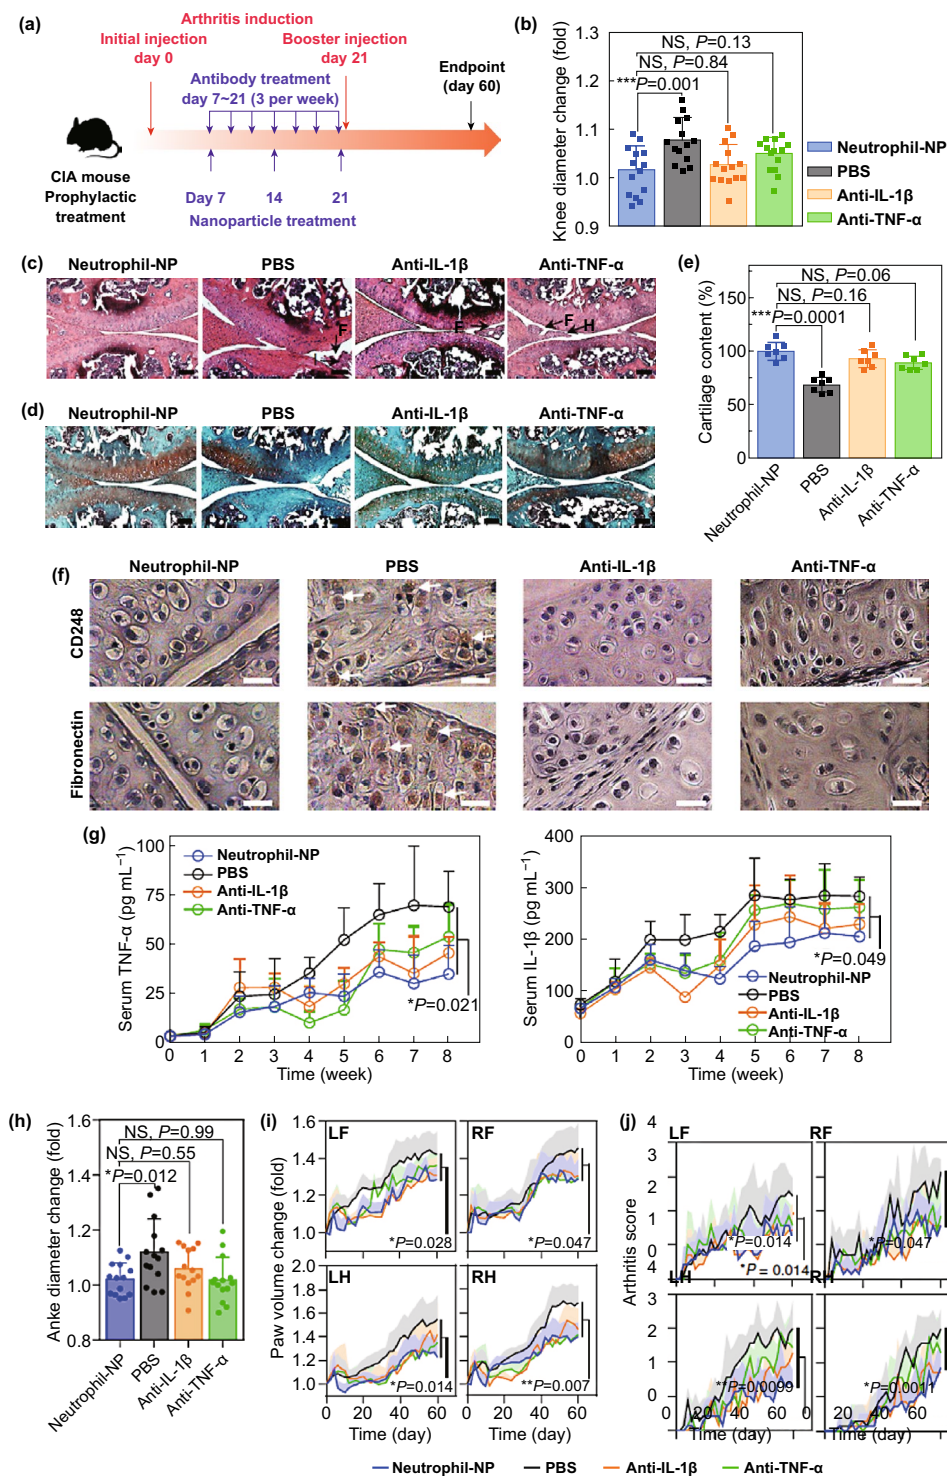 (a)
Arthritis induction
Initial injection
day 0
Booster injection
day 21
Antibody treatment
day 7~21 (3 per week)
Endpoint
(day 60)
CIA mouse
Prophylactic
treatment
Day 7
14
21
Nanoparticle treatment
(b)
Knee diameter change (fold)
1.3
1.2
1.1
1.0
0.9
NS, P=0.13
NS, P=0.84
***P=0.001
Neutrophil-NP
PBS
Anti-IL-1β
Anti-TNF-α
(c)
Neutrophil-NP
PBS
Anti-IL-1β
Anti-TNF-α
F
F
F
H
(d)
Neutrophil-NP
PBS
Anti-IL-1β
Anti-TNF-α
(e)
Cartilage content (%)
150
100
50
0
NS, P=0.06
NS, P=0.16
***P=0.0001
Neutrophil-NP
PBS
Anti-IL-1β
Anti-TNF-α
(f)
Neutrophil-NP
PBS
Anti-IL-1β
Anti-TNF-α
CD248
Fibronectin
(g)
Serum TNF-α (pg mL−1)
100
75
50
25
0
Neutrophil-NP
PBS
Anti-IL-1β
Anti-TNF-α
*P=0.021
0 1 2 3 4 5 6 7 8
Time (week)
Serum IL-1β (pg mL−1)
400
300
200
100
0
*P=0.049
Neutrophil-NP
PBS
Anti-IL-1β
Anti-TNF-α
0 1 2 3 4 5 6 7 8
Time (week)
(h)
Anke diameter change (fold)
1.6
1.4
1.2
1.0
0.8
NS, P=0.99
NS, P=0.55
*P=0.012
Neutrophil-NP
PBS
Anti-IL-1β
Anti-TNF-α
(i)
Paw volume change (fold)
1.6
1.4
1.2
1.0
LF
*P=0.028
1.6
1.4
1.2
1.0
RF
*P=0.047
2.0
1.8
1.6
1.4
1.2
1.0
LH
*P=0.014
RH
**P=0.007
0 20 40 60
0 20 40 60
Time (day)
(j)
Arthritis score
4
3
2
1
0
LF
*P=0.014
*P = 0.014
RF
*P=0.047
4
3
2
1
0
LH
**P=0.0099
RH
*P=0.0011
0 20 40 60
0 20 40 60
Time (day)
Neutrophil-NP
PBS
Anti-IL-1β
Anti-TNF-α